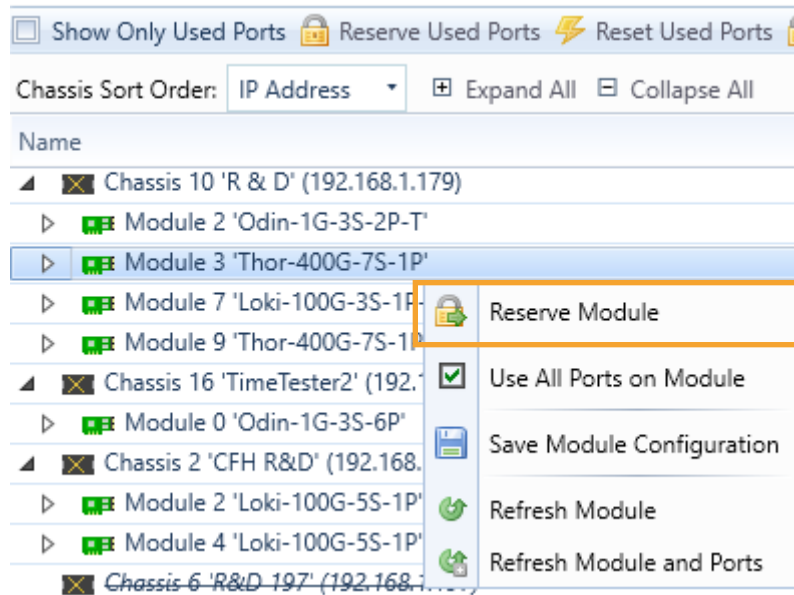 Show Only Used Ports Reserve Used Ports Reset Used Ports
Chassis Sort Order: IP Address Expand All Collapse All
Name
Chassis 10 'R & D' (192.168.1.179)
Module 2 'Odin-1G-3S-2P-T'
Module 3 'Thor-400G-7S-1P'
Module 7 'Loki-100G-3S-1P-
Reserve Module
Module 9 'Thor-400G-7S-1P
Chassis 16 'TimeTester2' (192.
Use All Ports on Module
Module 0 'Odin-1G-3S-6P'
Chassis 2 'CFH R&D' (192.168.
Save Module Configuration
Module 2 'Loki-100G-5S-1P'
Refresh Module
Module 4 'Loki-100G-5S-1P'
Refresh Module and Ports
Chassis 6 'R&D 197' (192.168.